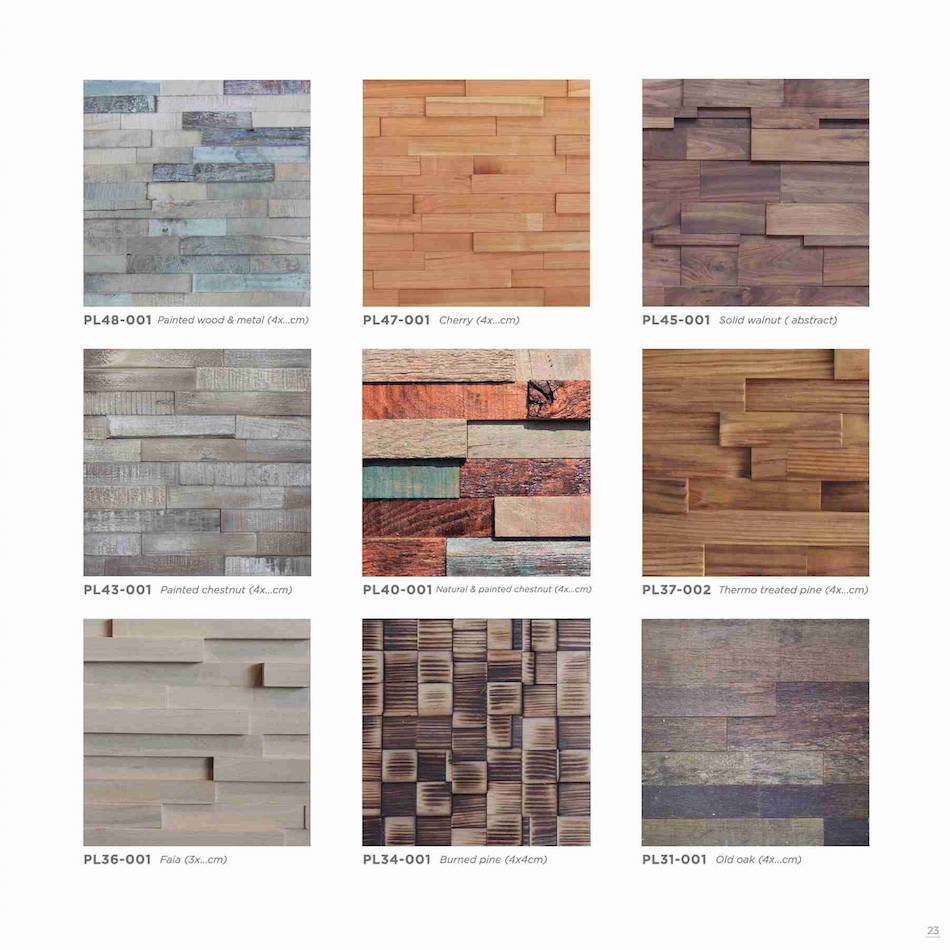 PL48-001 Painted wood & metal (4x...cm)
PL47-001 Cherry (4x...cm)
PL45-001 Solid walnut ( abstract)
PL43-001 Painted chestnut (4x...cm)
PL40-001 Natural & painted chestnut (4x...cm)
PL37-002 Thermo treated pine (4x...cm)
PL36-001 Faia (3x...cm)
PL34-001 Burned pine (4x4cm)
PL31-001 Old oak (4x...cm)
23